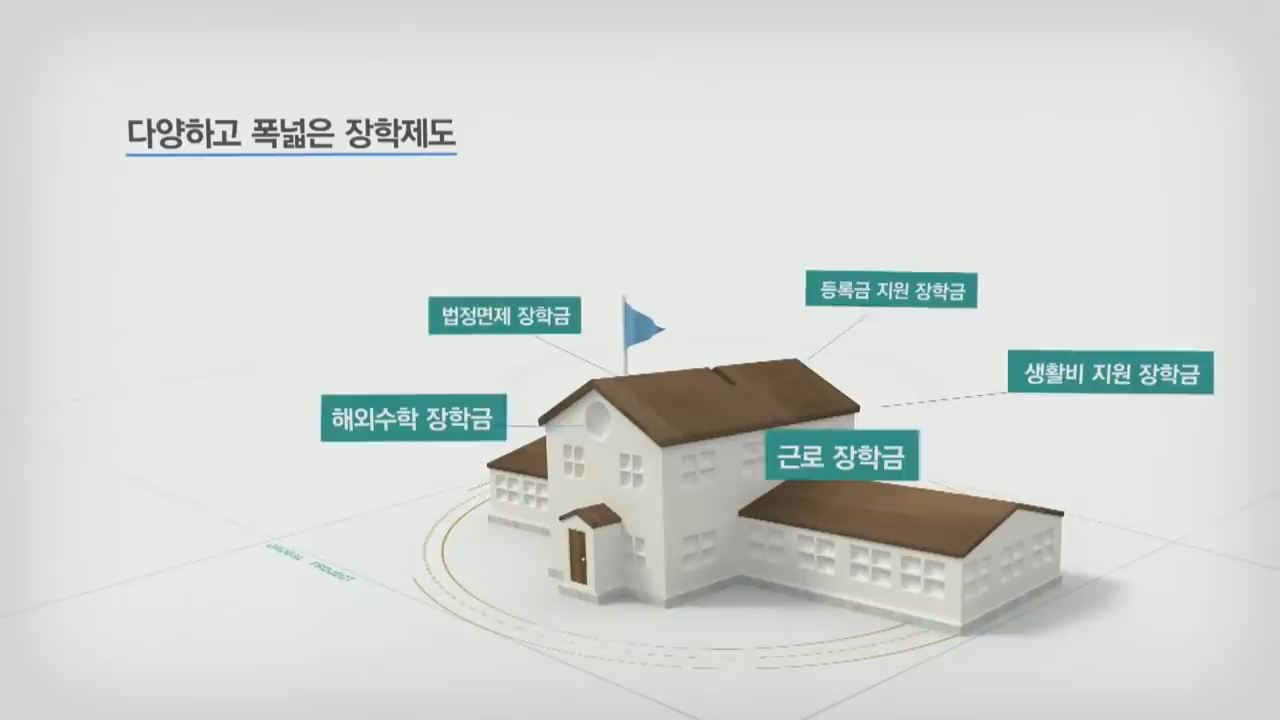 다양하고 폭넓은 장학제도
등록금 지원 장학금
법정면제 장학금
생활비 지원 장학금
해외수학 장학금
근로 장학금